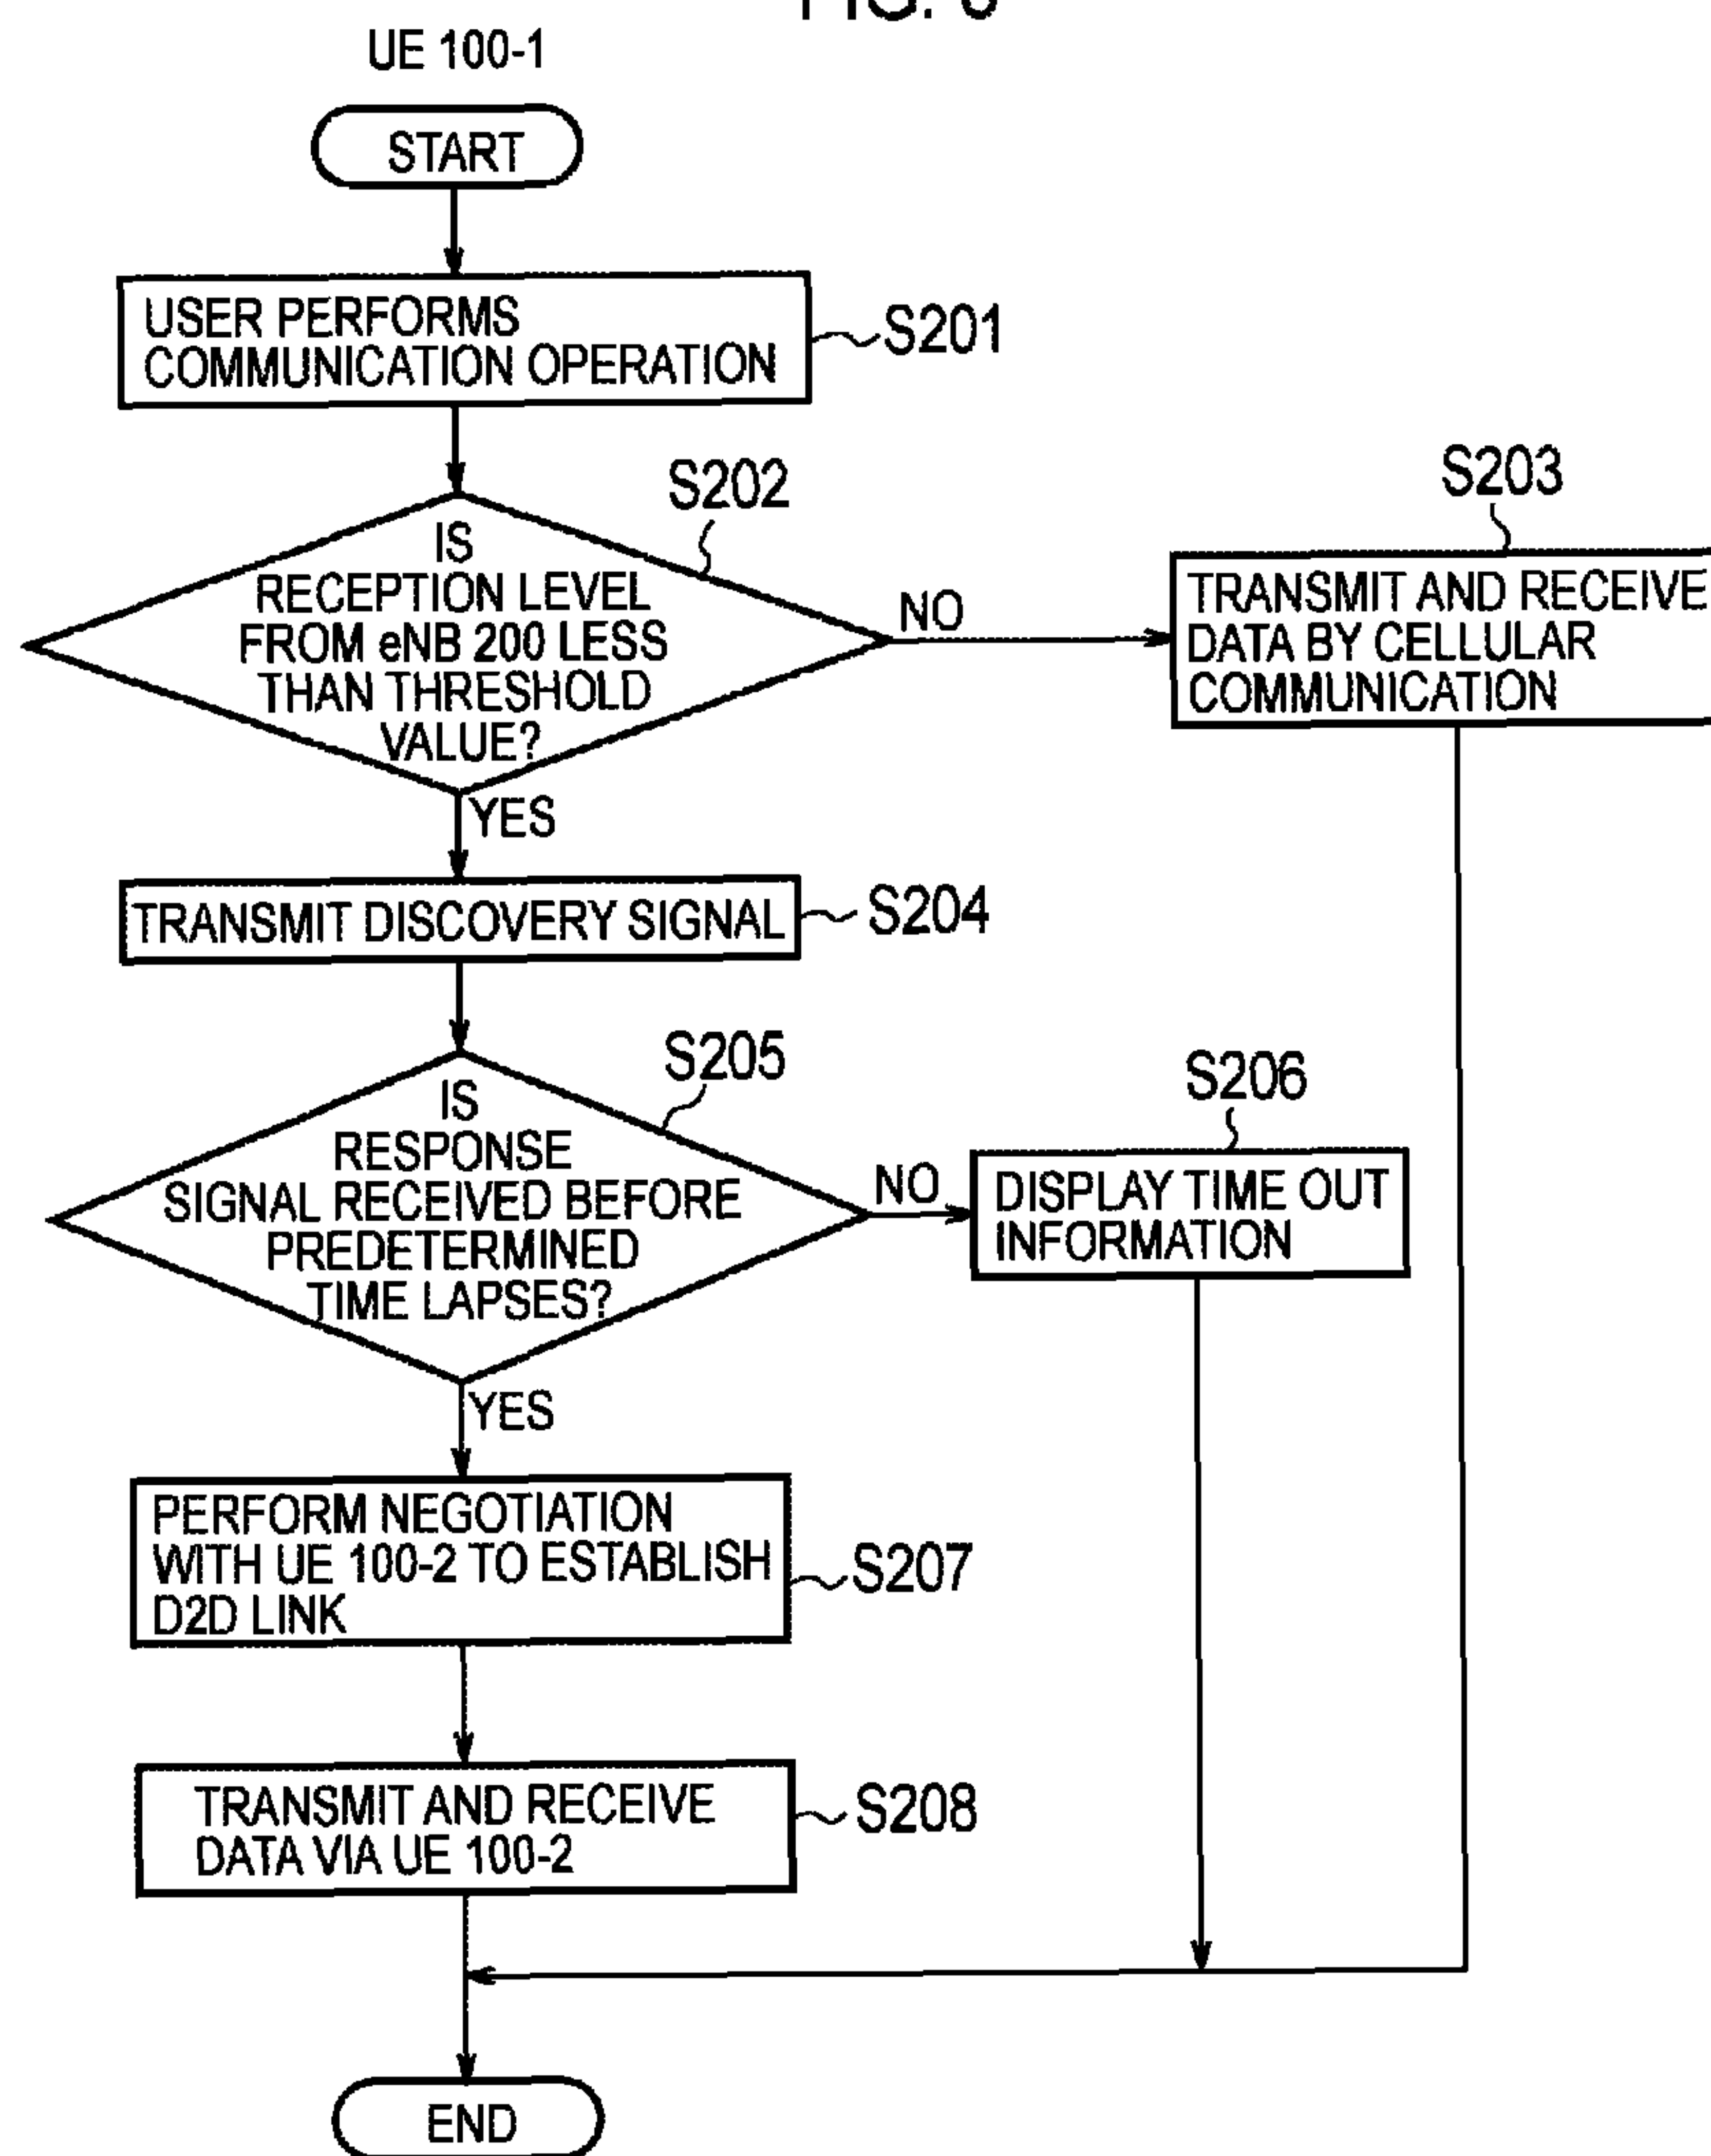 UE 100-1
START
USER PERFORMS
COMMUNICATION OPERATION
S201
S202
IS
RECEPTION LEVEL
FROM eNB 200 LESS
THAN THRESHOLD
VALUE?
NO
S203
TRANSMIT AND RECEIVE
DATA BY CELLULAR
COMMUNICATION
YES
TRANSMIT DISCOVERY SIGNAL
S204
S205
IS
RESPONSE
SIGNAL RECEIVED BEFORE
PREDETERMINED
TIME LAPSES?
NO
S206
DISPLAY TIME OUT
INFORMATION
YES
PERFORM NEGOTIATION
WITH UE 100-2 TO ESTABLISH
D2D LINK
S207
TRANSMIT AND RECEIVE
DATA VIA UE 100-2
S208
END